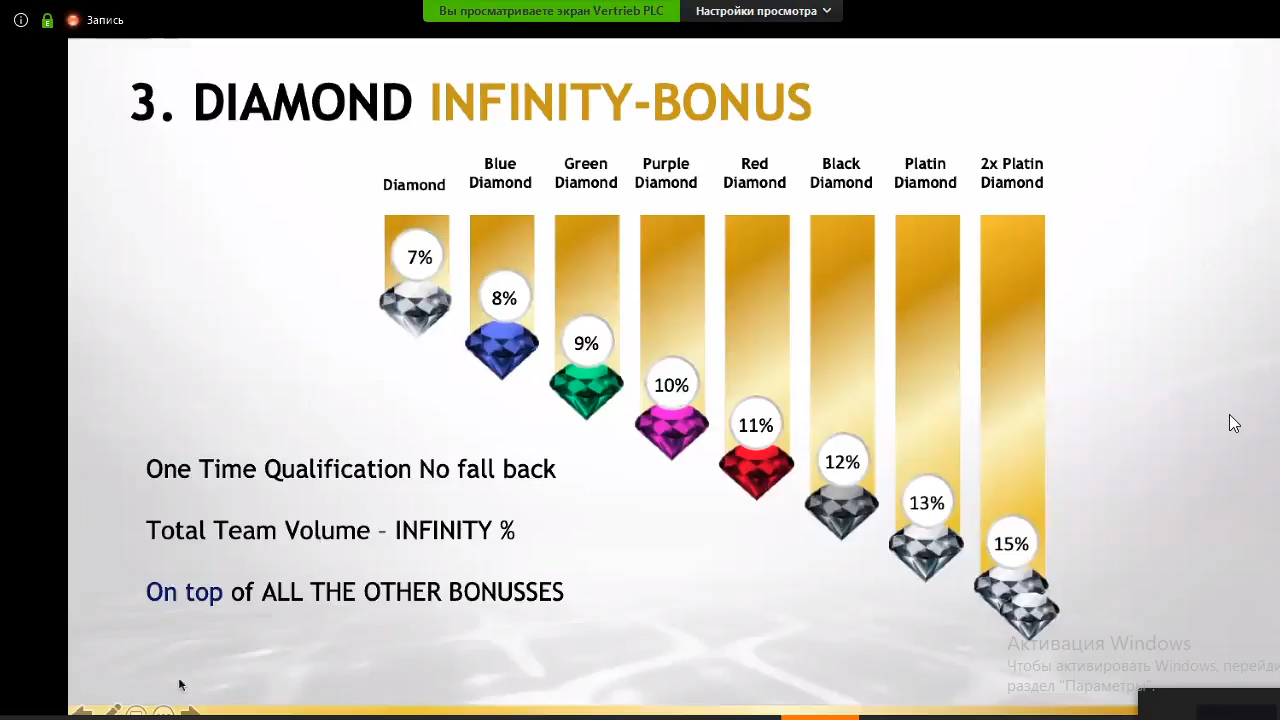 Запись
Вы просматриваете экран Vertrieb PLC
Настройки просмотра
3. DIAMOND INFINITY-BONUS
Diamond
Blue
Diamond
Green
Diamond
Purple
Diamond
Red
Diamond
Black
Diamond
Platin
Diamond
2x Platin
Diamond
7%
8%
9%
10%
11%
12%
13%
15%
One Time Qualification No fall back
Total Team Volume – INFINITY %
On top of ALL THE OTHER BONUSSES
Активация Windows
Чтобы активировать Windows, перейди
раздел "Параметры".